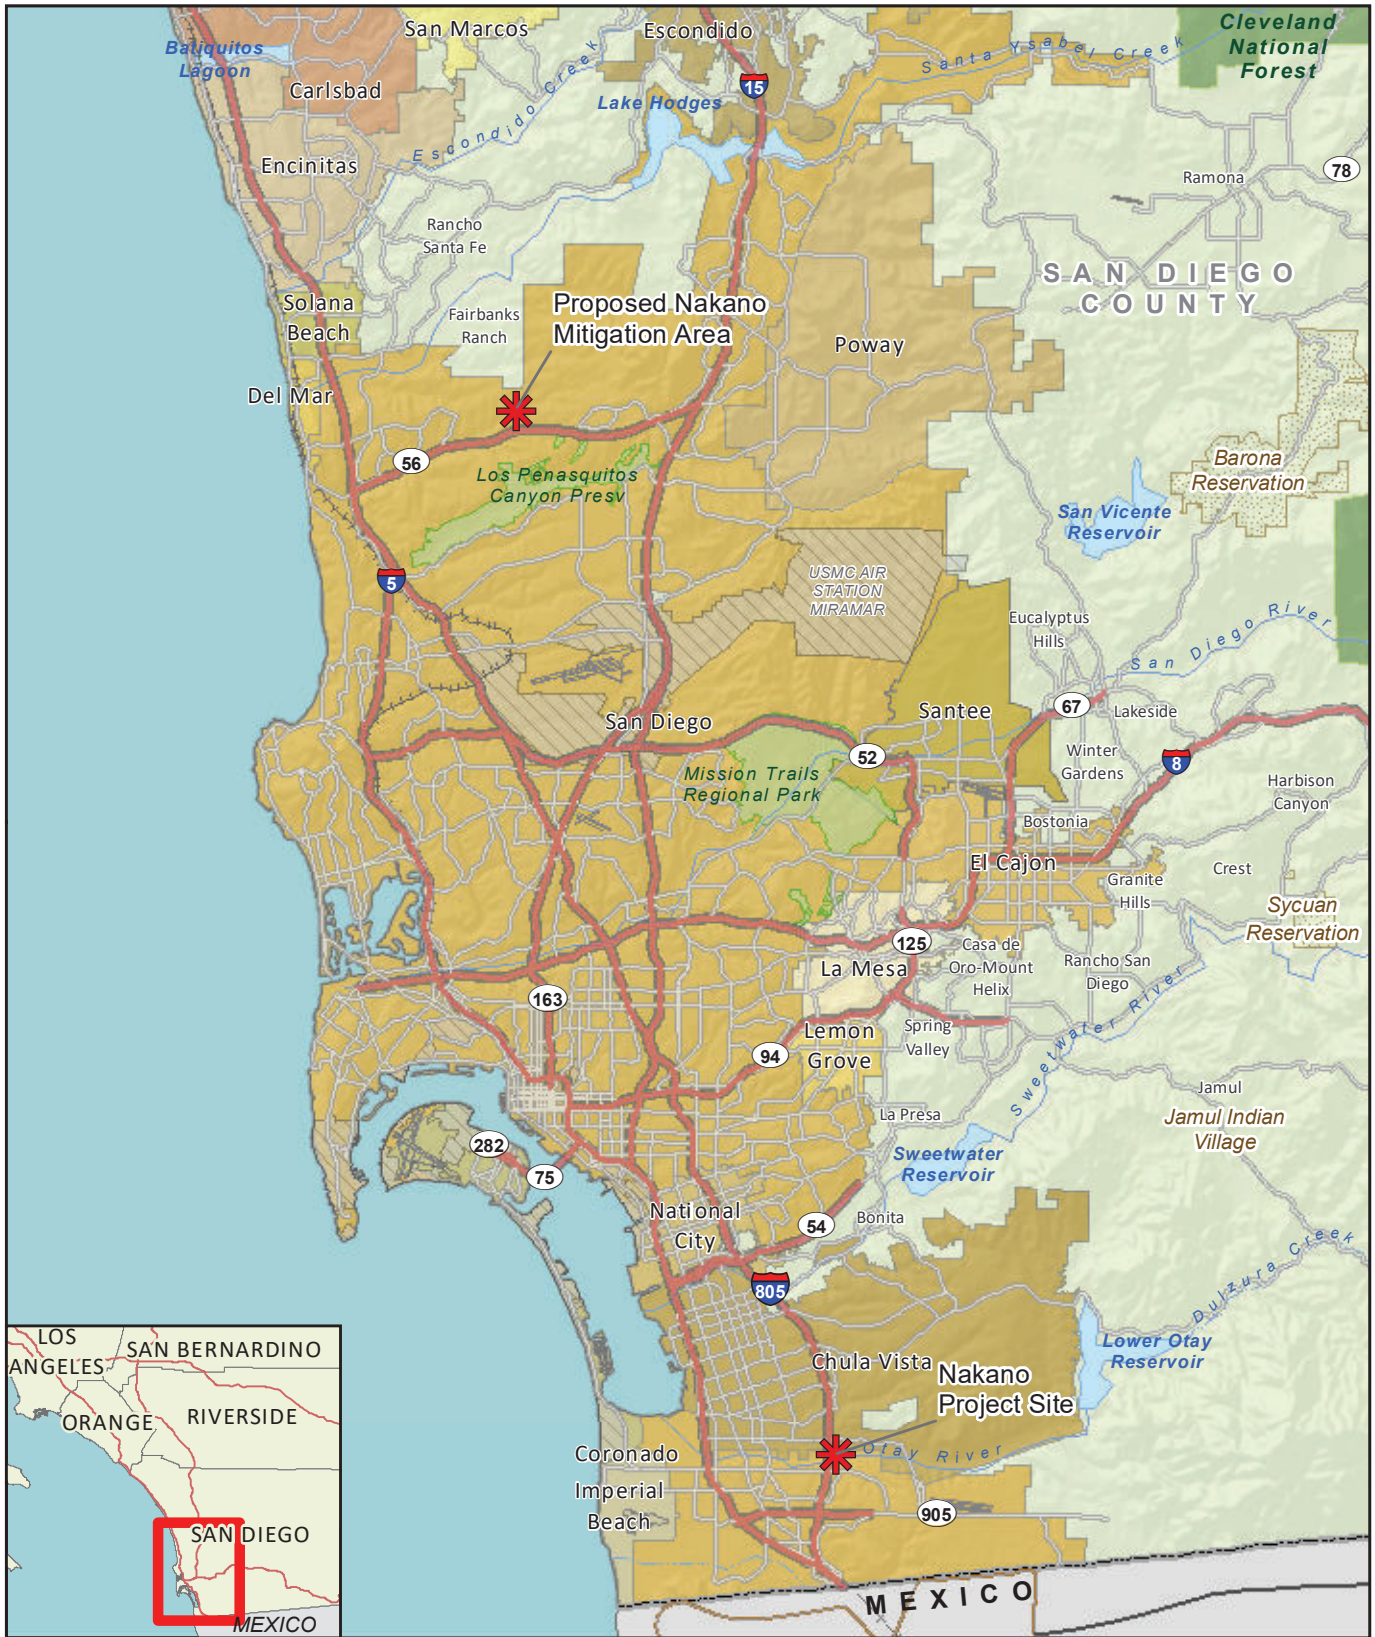 San Marcos
Escondido
Cleveland
National
Forest
Batiquitos
Lagoon
Santa Ysabel Creek
Carlsbad
15
Lake Hodges
Escondido Creek
Encinitas
Ramona
78
Rancho
Santa Fe
SAN DIEGO
COUNTY
Solana
Beach
Fairbanks
Ranch
Proposed Nakano
Mitigation Area
Poway
Del Mar
56
Los Penasquitos
Canyon Presv
Barona
Reservation
San Vicente
Reservoir
5
USMC AIR
STATION
MIRAMAR
Eucalyptus
Hills
San Diego River
San Diego
Santee
67
Lakeside
52
Winter
Gardens
8
Mission Trails
Regional Park
Harbison
Canyon
Bostonia
El Cajon
Granite
Hills
Crest
Sycuan
Reservation
125
Casa de
Oro-Mount
Helix
La Mesa
Rancho San
Diego
163
Lemon
Grove
Spring
Valley
Sweetwater River
94
Jamul
La Presa
Jamul Indian
Village
282
75
Sweetwater
Reservoir
National
City
54
Bonita
805
Dulzura Creek
Lower Otay
Reservoir
Chula Vista
Nakano
Project Site
Otay River
Coronado
Imperial
Beach
905
MEXICO
LOS
ANGELES
SAN BERNARDINO
ORANGE
RIVERSIDE
SAN DIEGO
MEXICO